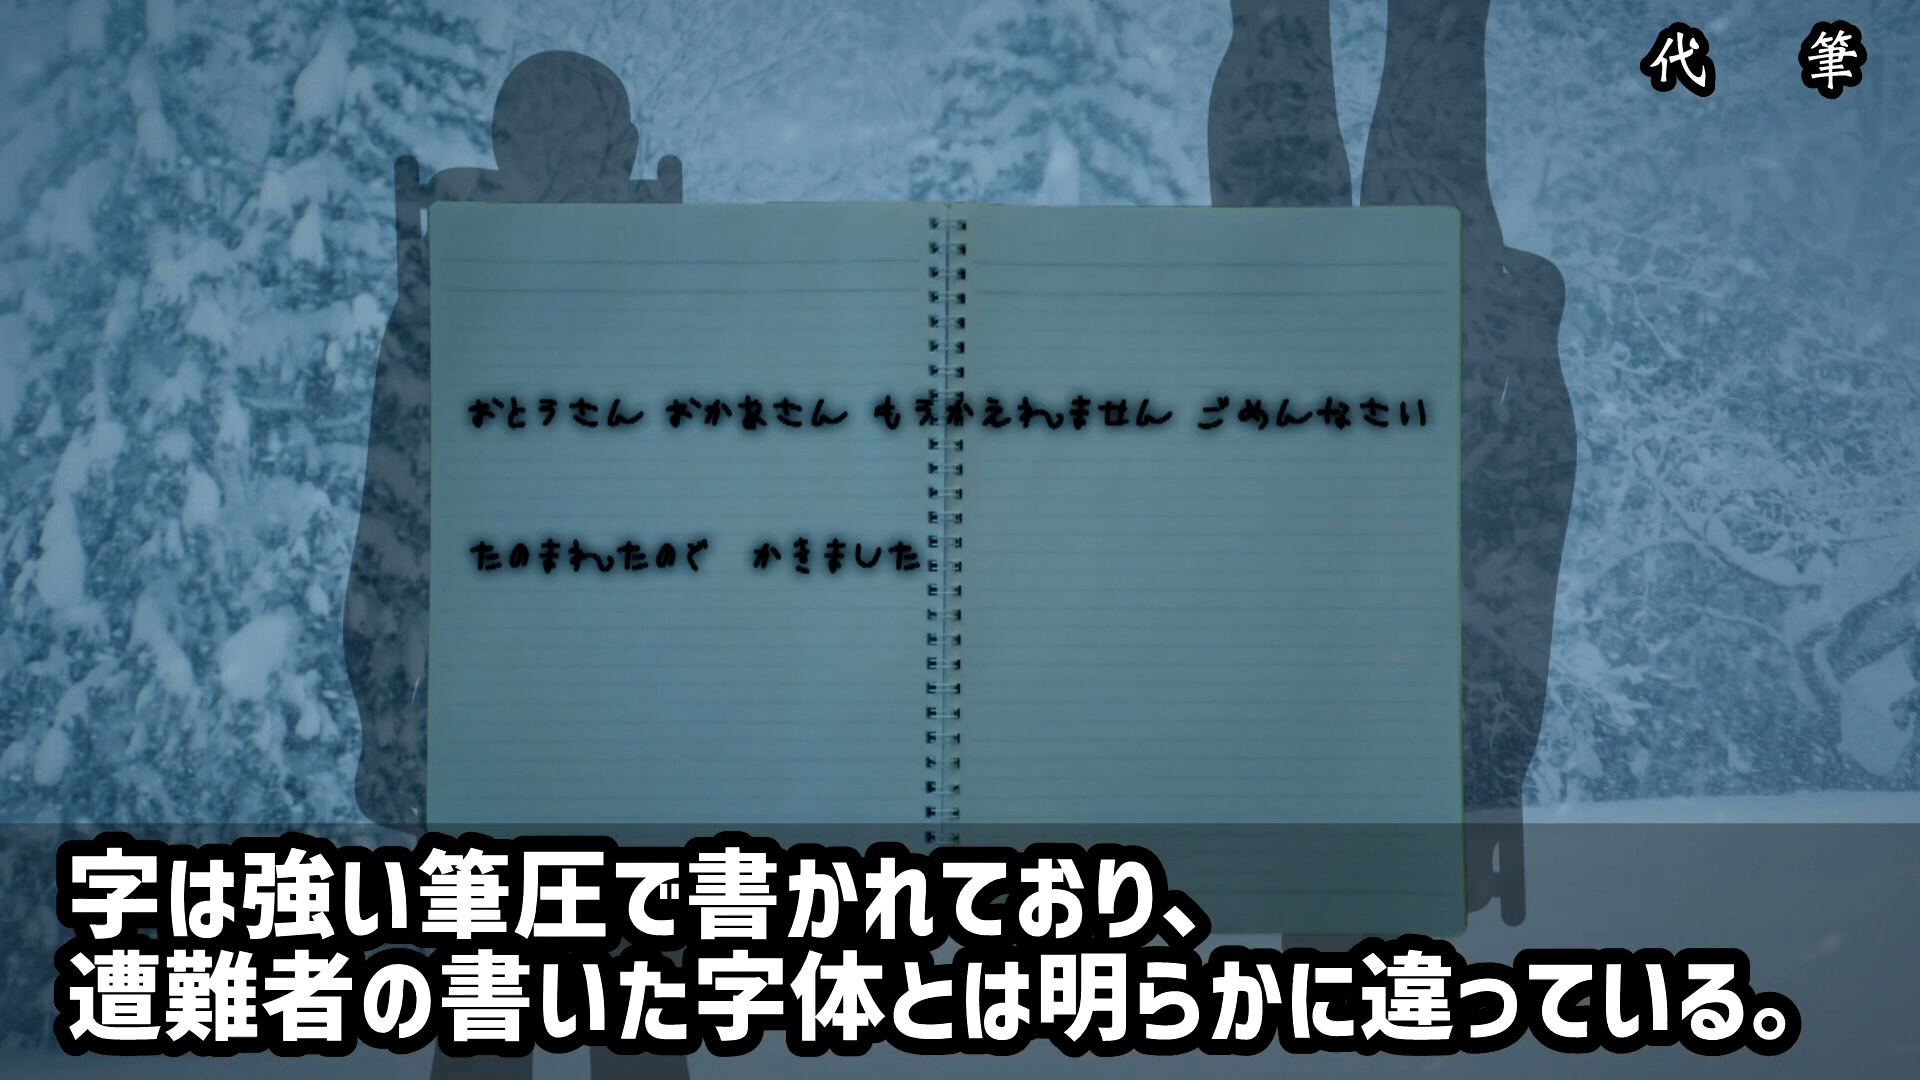 代 筆
おとうさん おかあさん もうかえれません ごめんなさい
たのまれたので かきました
字は強い筆圧で書かれており、
遭難者の書いた字体とは明らかに違っている。